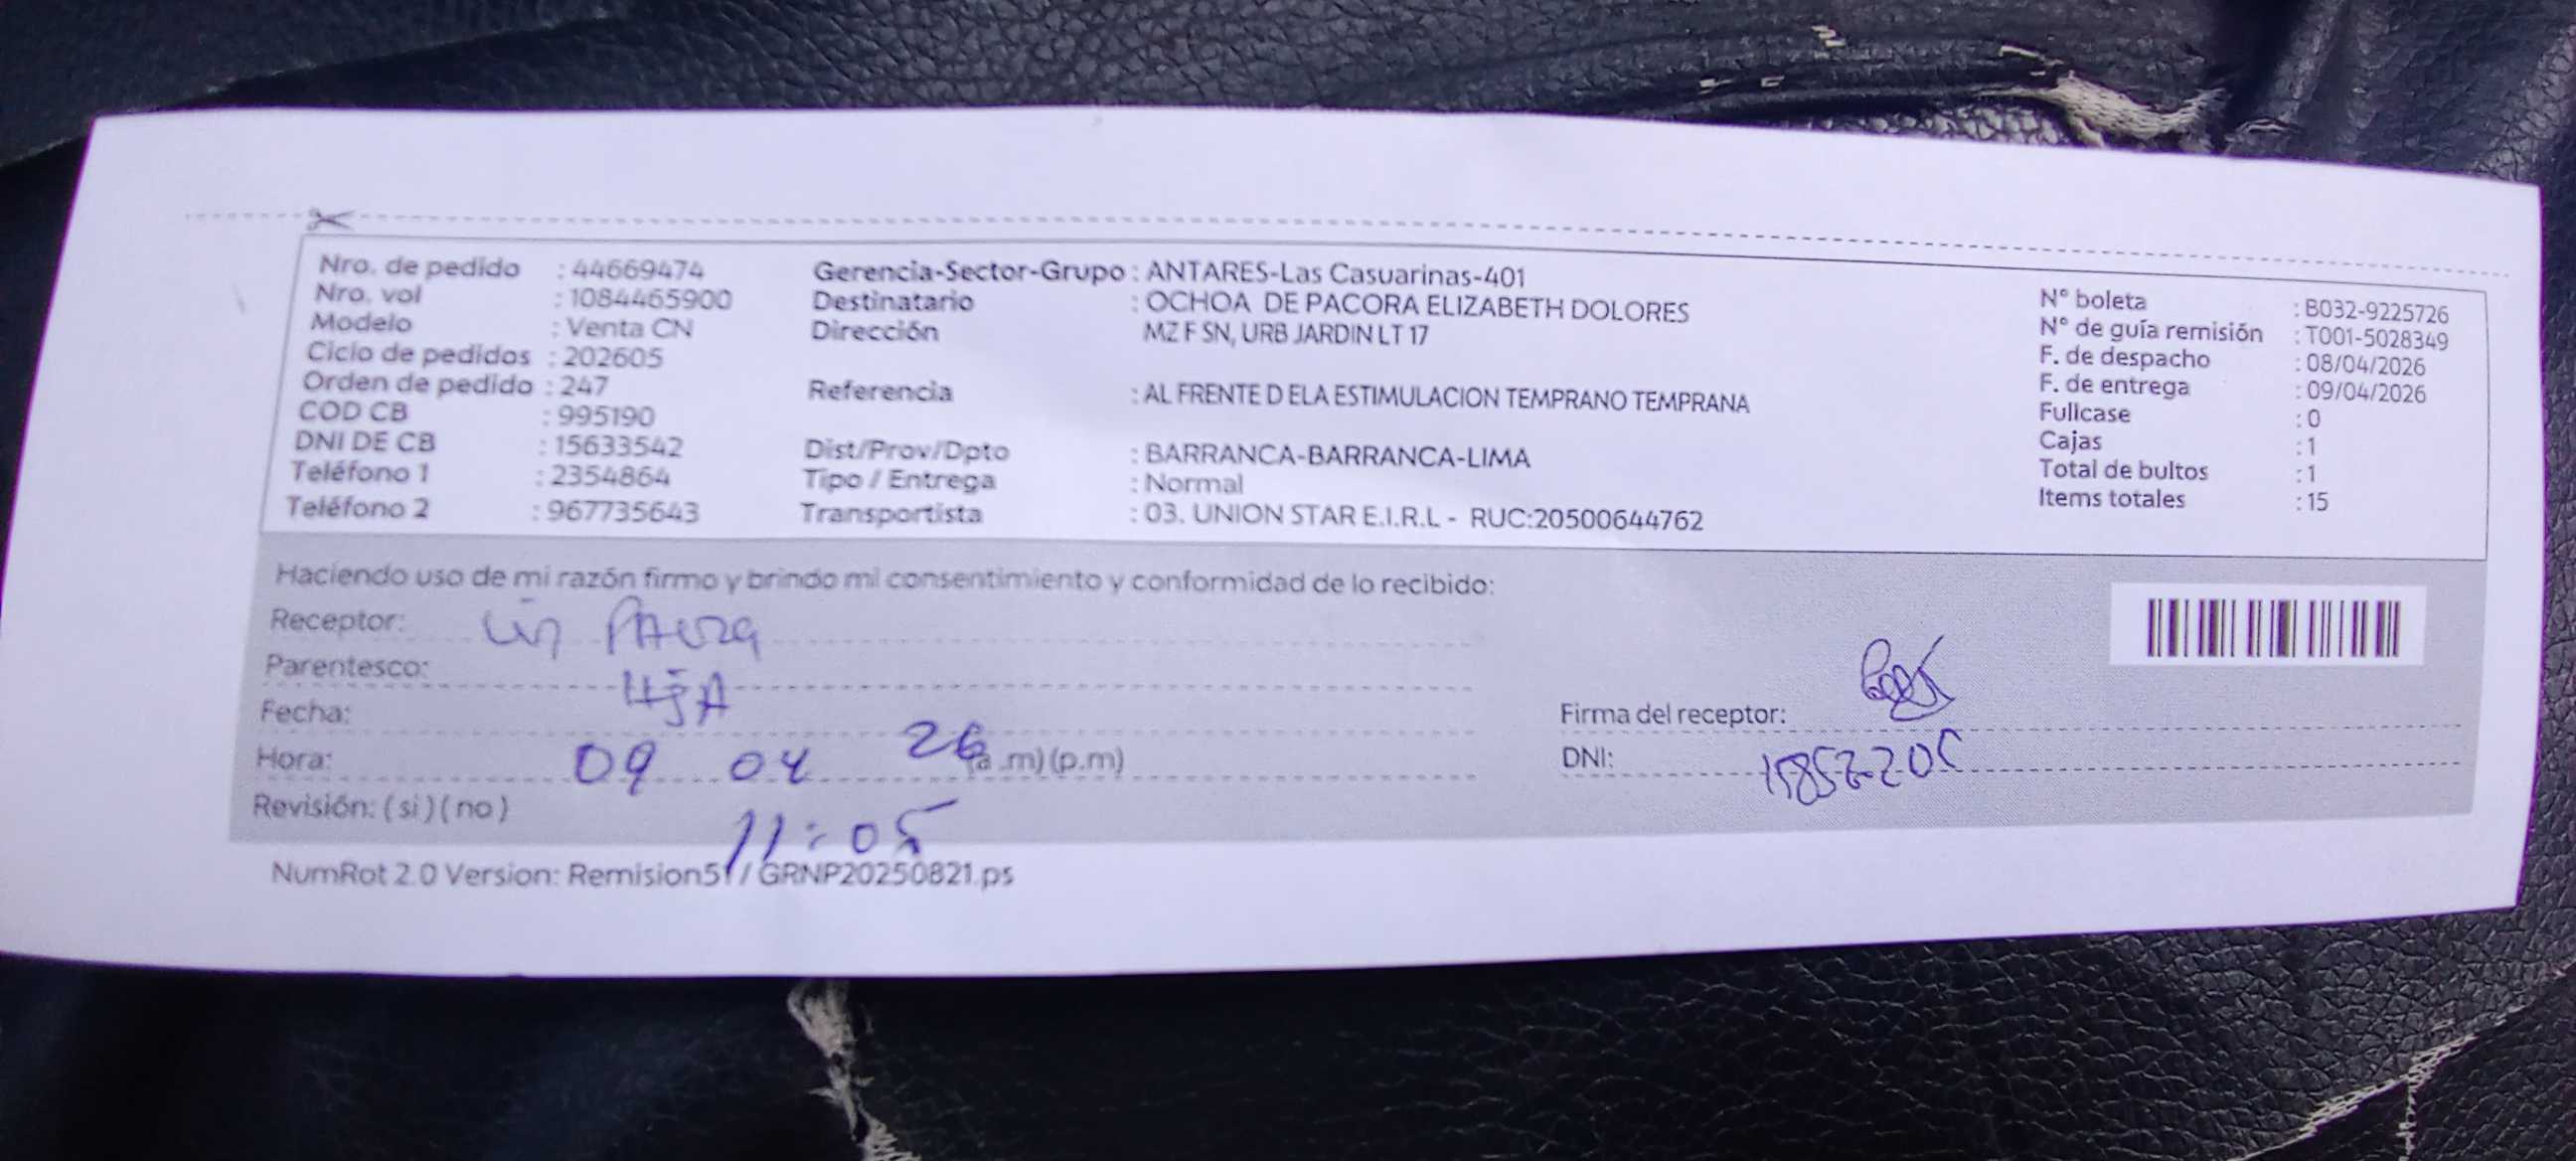 Nro. de pedido : 44669474
Nro. vol : 1084465900
Modelo : Venta CN
Ciclo de pedidos : 202605
Orden de pedido : 247
COD CB : 995190
DNI DE CB : 15633542
Teléfono 1 : 2354864
Teléfono 2 : 967735643
Gerencia-Sector-Grupo : ANTARES-Las Casuarinas-401
Destinatario : OCHOA DE PACORA ELIZABETH DOLORES
Dirección MZ F SN, URB JARDIN LT 17
Referencia : AL FRENTE D ELA ESTIMULACION TEMPRANO TEMPRANA
Dist/Prov/Dpto : BARRANCA-BARRANCA-LIMA
Tipo / Entrega : Normal
Transportista : 03. UNION STAR E.I.R.L - RUC:20500644762
N° boleta : B032-9225726
N° de guía remisión : T001-5028349
F. de despacho : 08/04/2026
F. de entrega : 09/04/2026
Fullcase : 0
Cajas : 1
Total de bultos : 1
Items totales : 15
Haciendo uso de mi razón firmo y brindo mi consentimiento y conformidad de lo recibido:
Receptor:
Parentesco: HIJA
Fecha: 09 04 26
Hora: (a .m) (p.m) 11:05
Revisión: ( si ) ( no )
Firma del receptor:
DNI:
NumRot 2.0 Version: Remision51 / GRNP20250821.ps